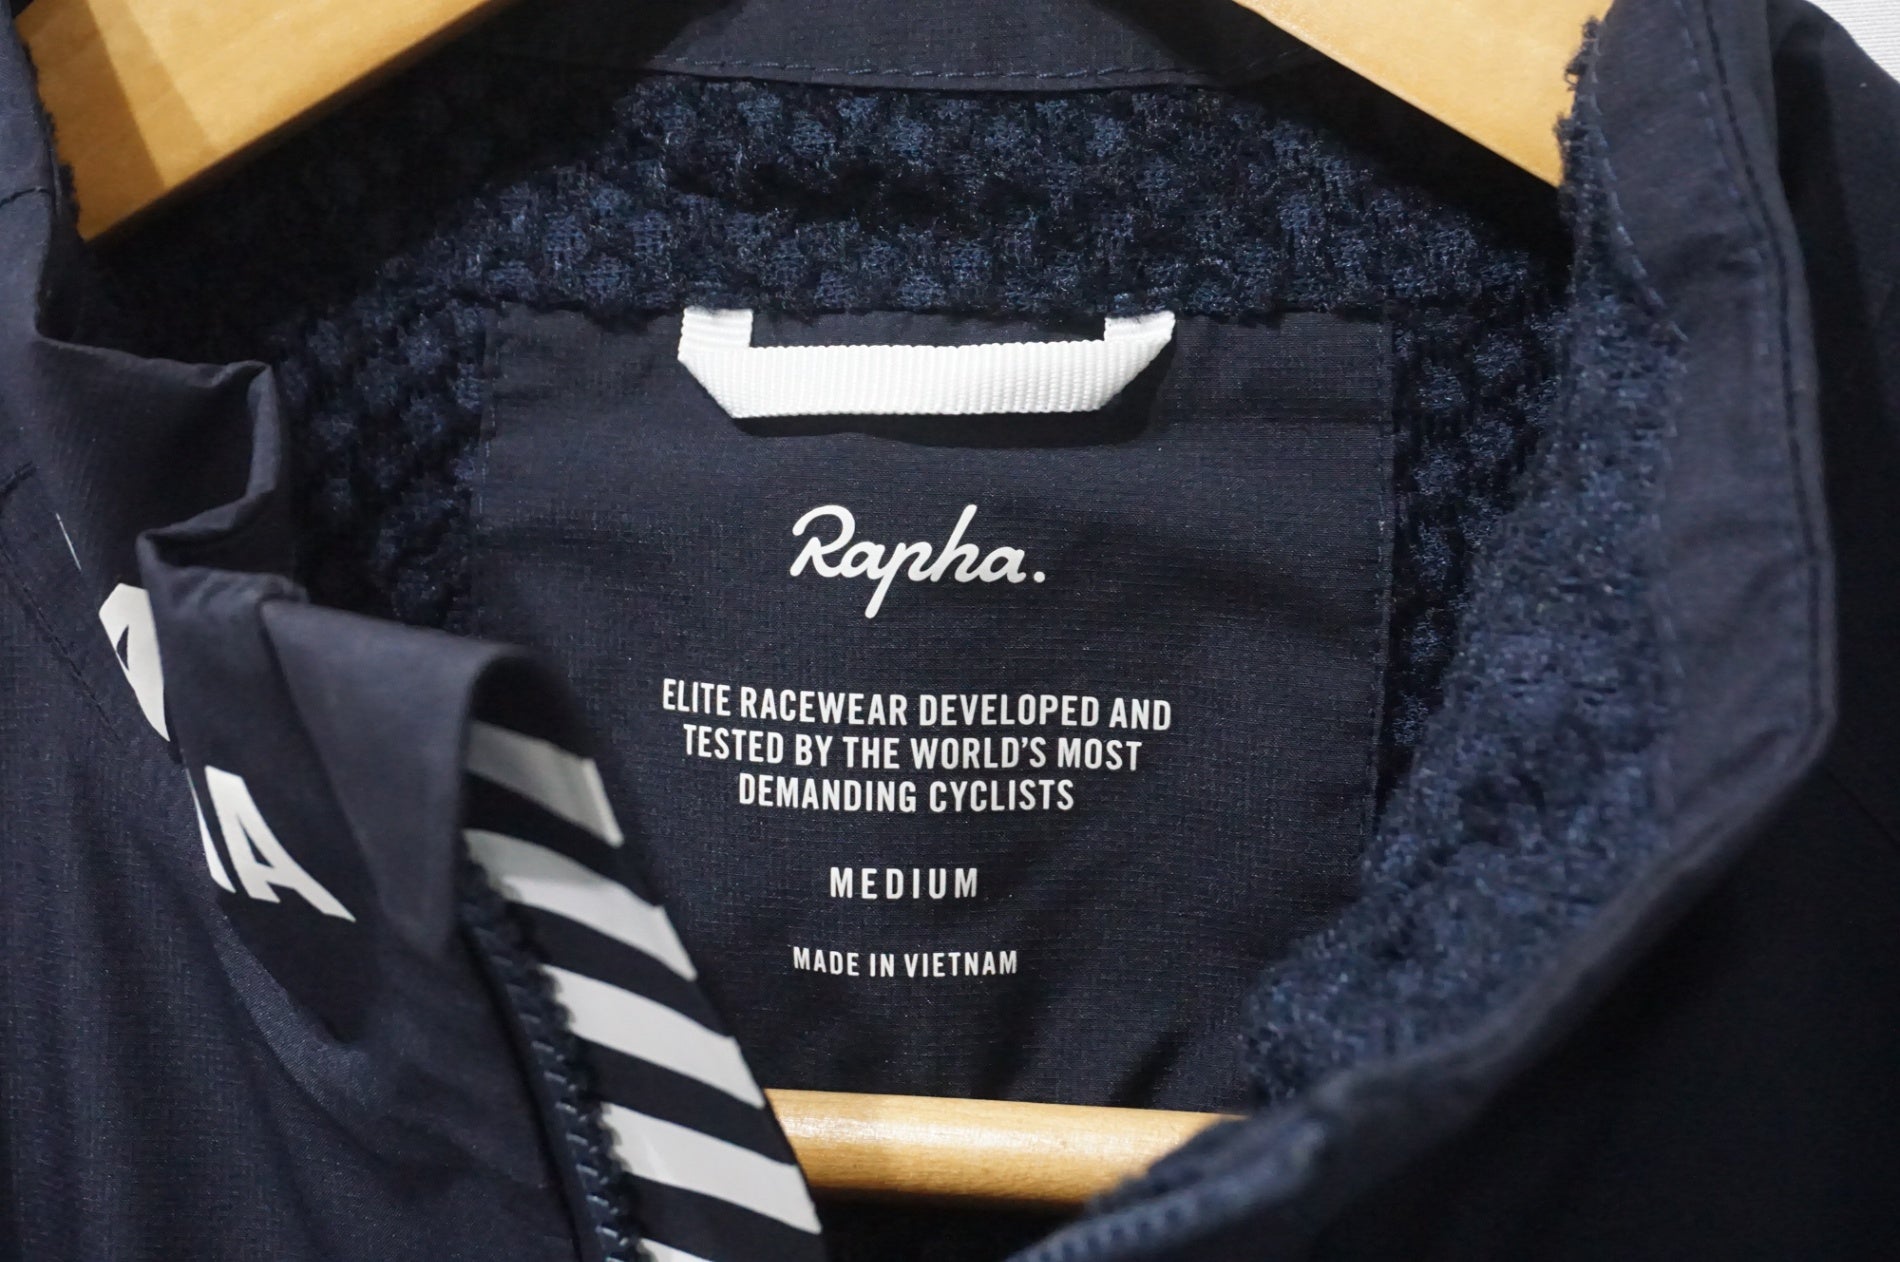 Rapha.
ELITE RACEWEAR DEVELOPED AND
TESTED BY THE WORLD'S MOST
DEMANDING CYCLISTS
MEDIUM
MADE IN VIETNAM